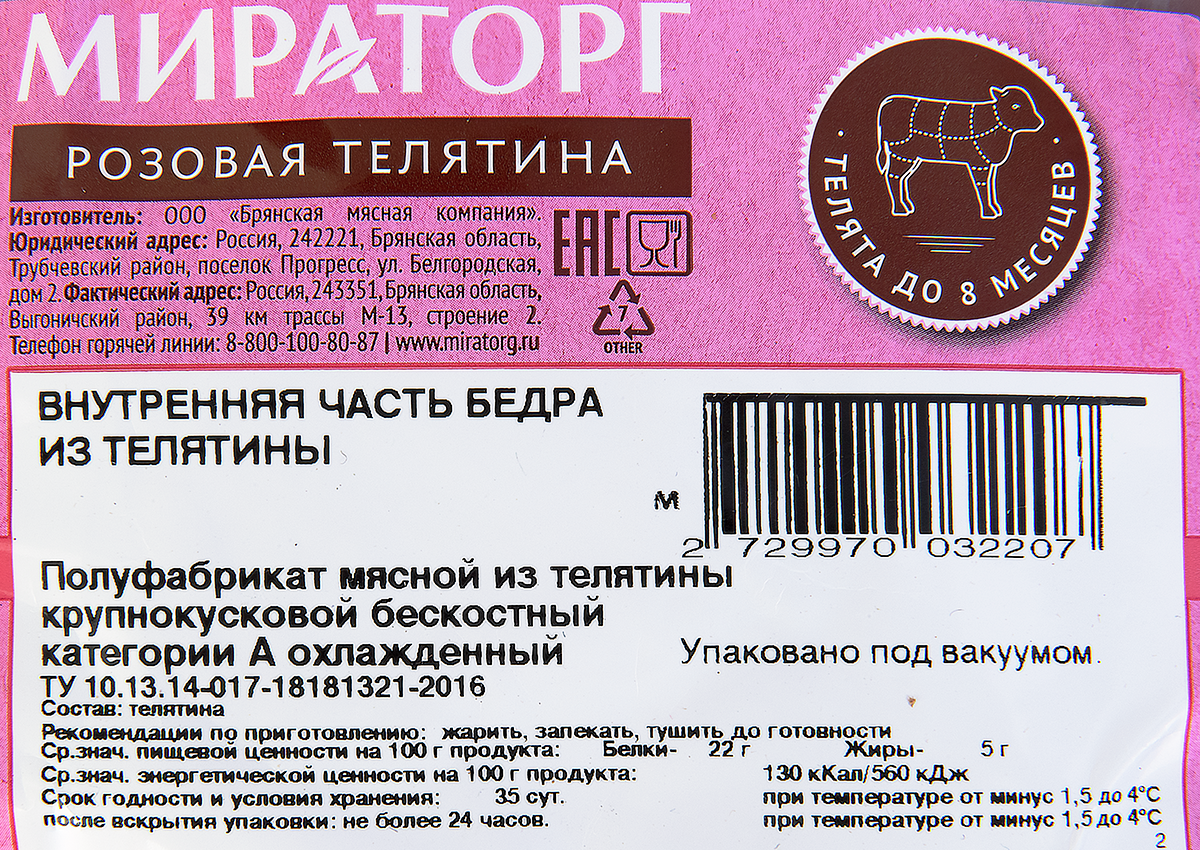 МИРАТОРГ
РОЗОВАЯ ТЕЛЯТИНА
Изготовитель: ООО «Брянская мясная компания».
Юридический адрес: Россия, 242221, Брянская область,
Трубчевский район, поселок Прогресс, ул. Белгородская,
дом 2. Фактический адрес: Россия, 243351, Брянская область,
Выгоничский район, 39 км трассы М-13, строение 2.
Телефон горячей линии: 8-800-100-80-87 | www.miratorg.ru
ЕАС
7
OTHER
· ТЕЛЯТА ДО 8 МЕСЯЦЕВ ·
ВНУТРЕННЯЯ ЧАСТЬ БЕДРА
ИЗ ТЕЛЯТИНЫ
М
2 729970 032207
Полуфабрикат мясной из телятины
крупнокусковой бескостный
категории А охлажденный
Упаковано под вакуумом.
ТУ 10.13.14-017-18181321-2016
Состав: телятина
Рекомендации по приготовлению: жарить, запекать, тушить до готовности
Ср.знач. пищевой ценности на 100 г продукта: Белки- 22 г Жиры- 5 г
Ср.знач. энергетической ценности на 100 г продукта: 130 кКал/560 кДж
Срок годности и условия хранения: 35 сут. при температуре от минус 1,5 до 4°С
после вскрытия упаковки: не более 24 часов. при температуре от минус 1,5 до 4°С
2